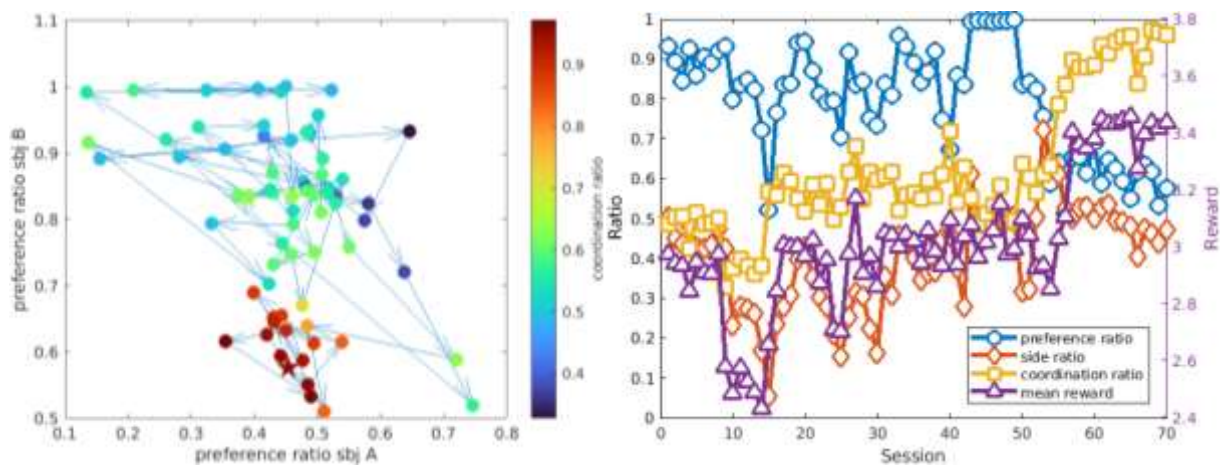 1.1
1
0.9
0.8
0.7
0.6
0.5
preference ratio sbj B
0.1 0.2 0.3 0.4 0.5 0.6 0.7 0.8
preference ratio sbj A
0.9
0.8
0.7
0.6
0.5
0.4
coordination ratio
1
0.9
0.8
0.7
0.6
0.5
0.4
0.3
0.2
0.1
0
Ratio
0 10 20 30 40 50 60 70
Session
3.8
3.6
3.4
3.2
3
2.8
2.6
2.4
Reward
preference ratio
side ratio
coordination ratio
mean reward